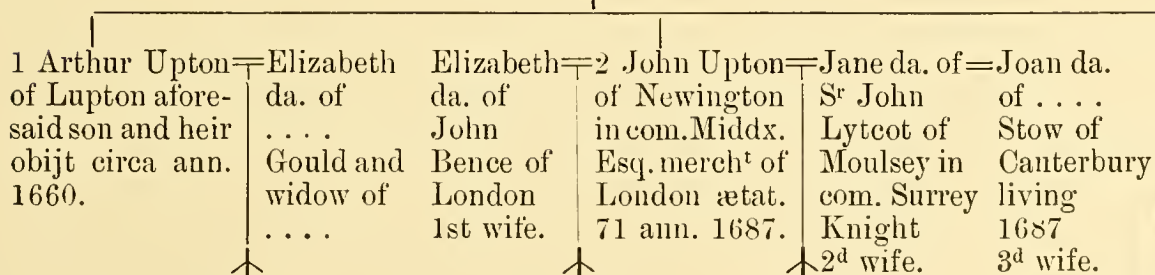 1 Arthur Upton
of Lupton afore-
said son and heir
obijt circa ann.
1660.
Elizabeth
da. of
. . . .
Gould and
widow of
. . . .
Elizabeth
da. of
John
Bence of
London
1st wife.
2 John Upton
of Newington
in com. Middx.
Esq. merchᵗ of
London ætat.
71 ann. 1687.
Jane da. of
Sʳ John
Lytcot of
Moulsey in
com. Surrey
Knight
2ᵈ wife.
Joan da.
of . . . .
Stow of
Canterbury
living
1687
3ᵈ wife.